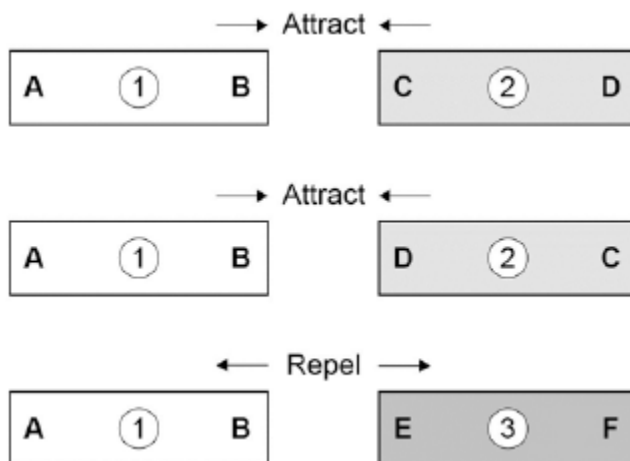 Attract
A 1 B C 2 D
Attract
A 1 B D 2 C
Repel
A 1 B E 3 F